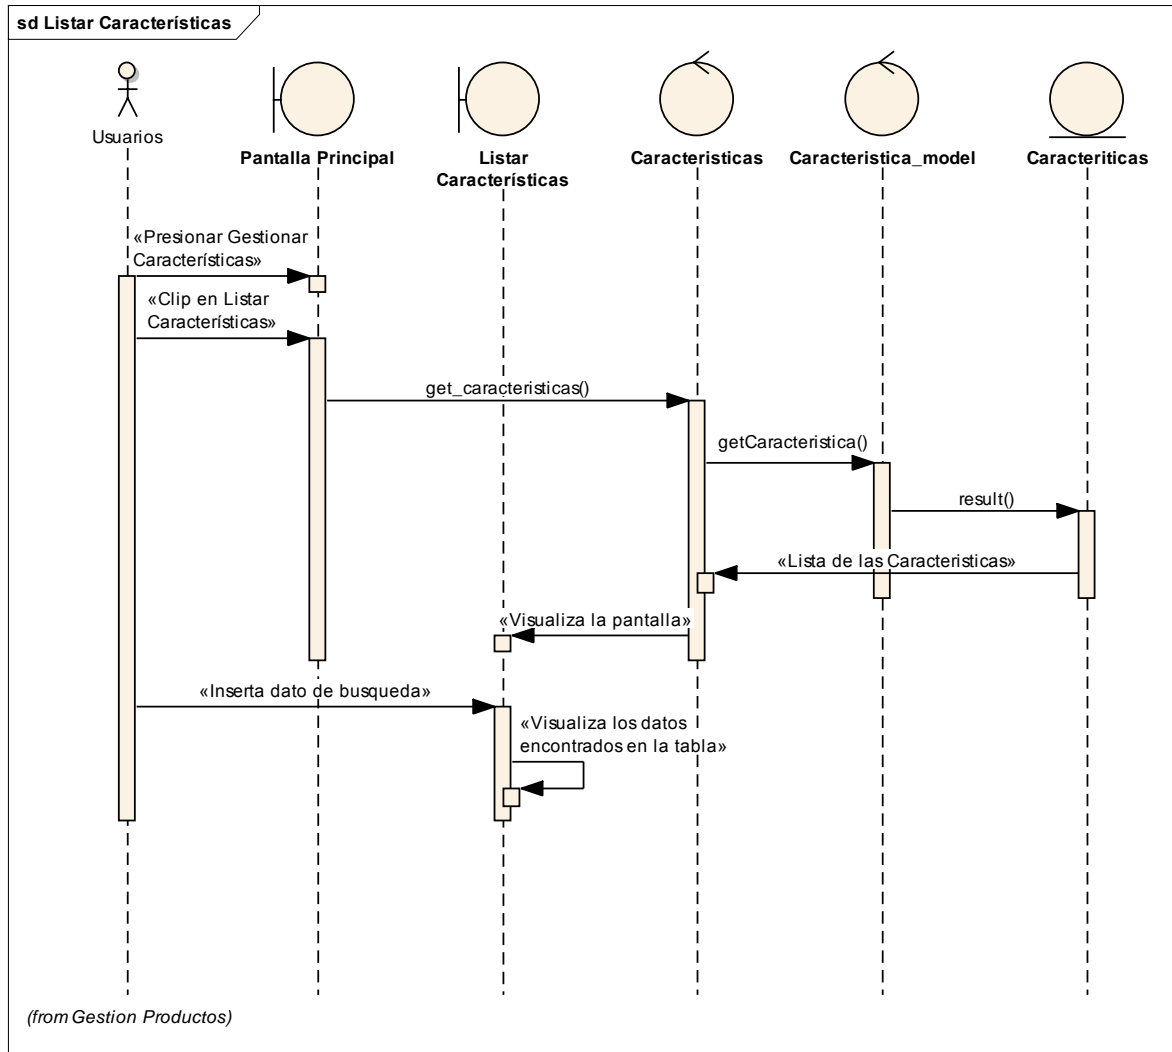 sd Listar Características
Usuarios
Pantalla Principal
Listar
Características
Caracteristicas
Caracteristica_model
Caracteriticas
«Presionar Gestionar
Características»
«Clip en Listar
Características»
get_caracteristicas()
getCaracteristica()
result()
«Lista de las Caracteristicas»
«Visualiza la pantalla»
«Inserta dato de busqueda»
«Visualiza los datos
encontrados en la tabla»
(from Gestion Productos)